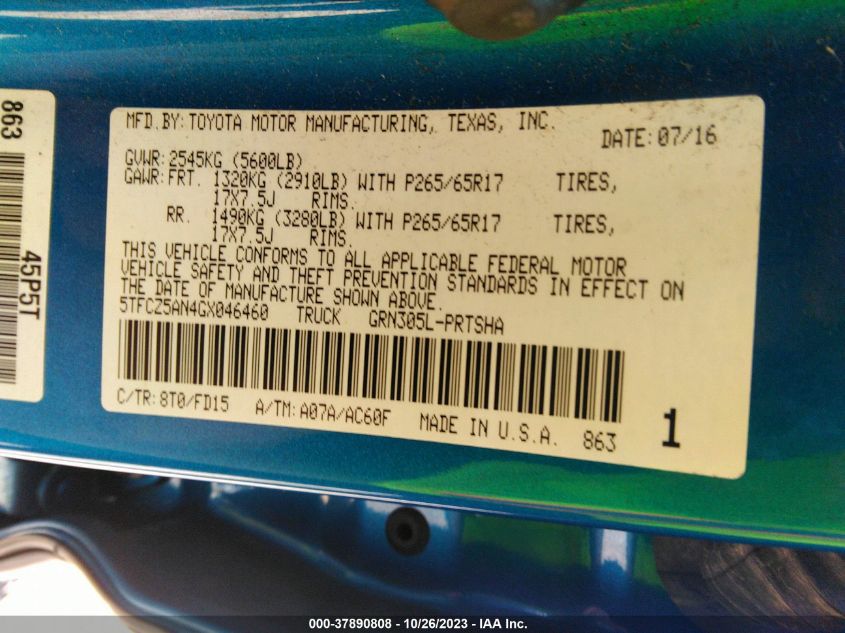 863
45P5T
MFD.BY:TOYOTA MOTOR MANUFACTURING, TEXAS, INC.
DATE:07/16
GVWR:2545KG (5600LB)
GAWR:FRT. 1320KG (2910LB) WITH P265/65R17 TIRES,
17X7.5J RIMS.
RR. 1490KG (3280LB) WITH P265/65R17 TIRES,
17X7.5J RIMS.
THIS VEHICLE CONFORMS TO ALL APPLICABLE FEDERAL MOTOR
VEHICLE SAFETY AND THEFT PREVENTION STANDARDS IN EFFECT ON
THE DATE OF MANUFACTURE SHOWN ABOVE.
5TFCZ5AN4GX046460 TRUCK GRN305L-PRTSHA
C/TR:8T0/FD15 A/TM:A07A/AC60F MADE IN U.S.A. 863 1
000-37890808 - 10/26/2023 - IAA Inc.